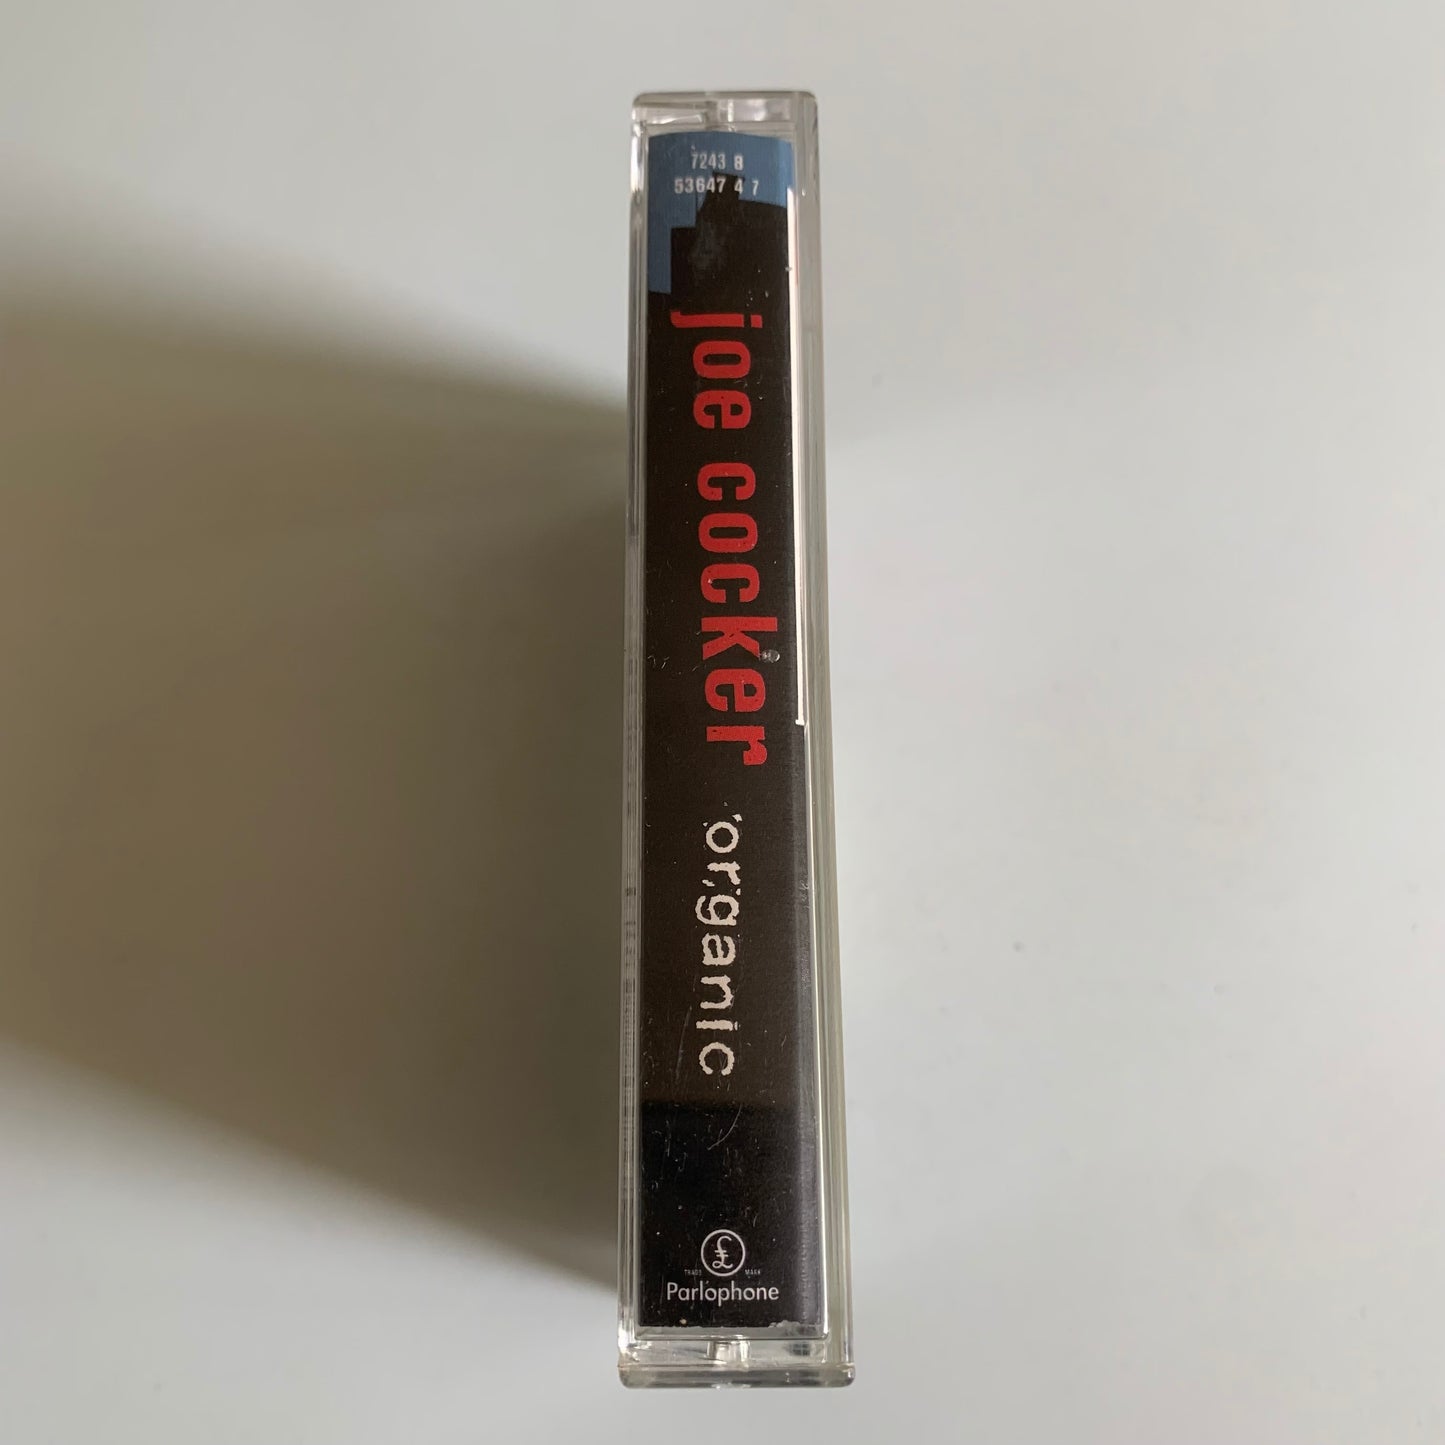 7243 8
53647 4 7
joe cocker
organic
TRADE MARK
Parlophone